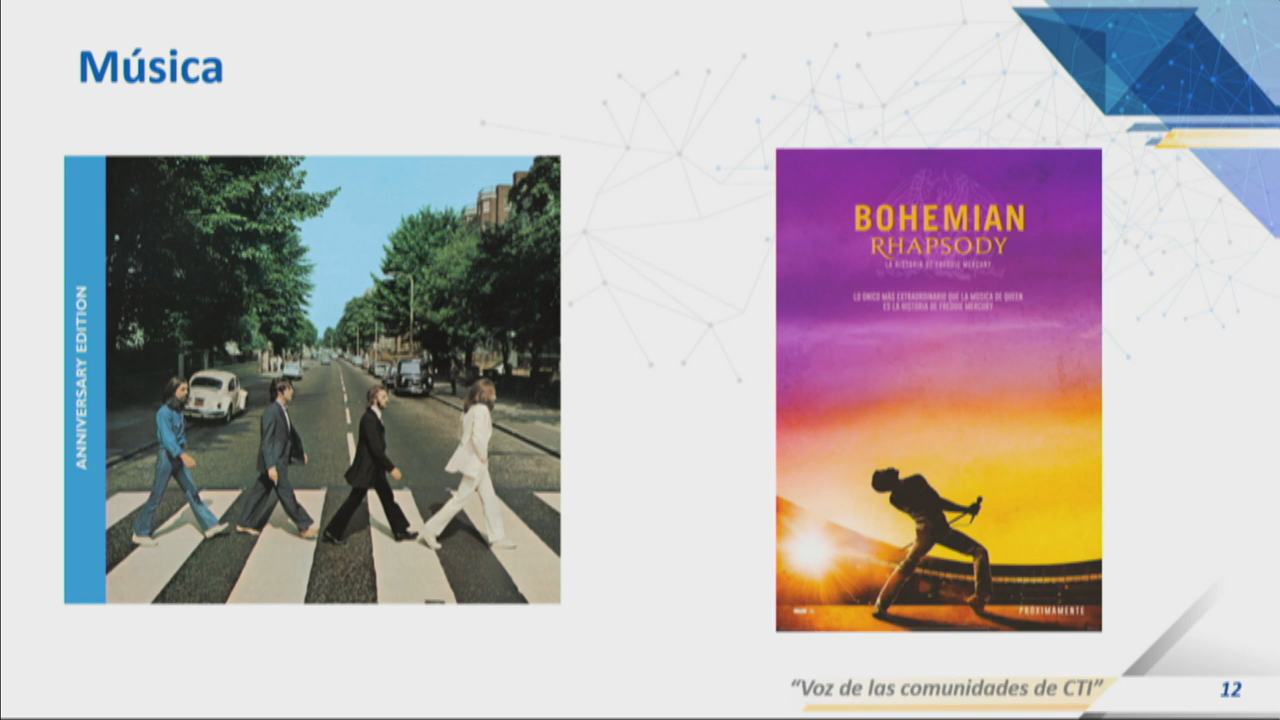 Música
ANNIVERSARY EDITION
BOHEMIAN
RHAPSODY
LA HISTORIA DE FREDDIE MERCURY
LO ÚNICO MÁS EXTRAORDINARIO QUE LA MÚSICA DE QUEEN
ES LA HISTORIA DE FREDDIE MERCURY
PRÓXIMAMENTE
“Voz de las comunidades de CTI”
12